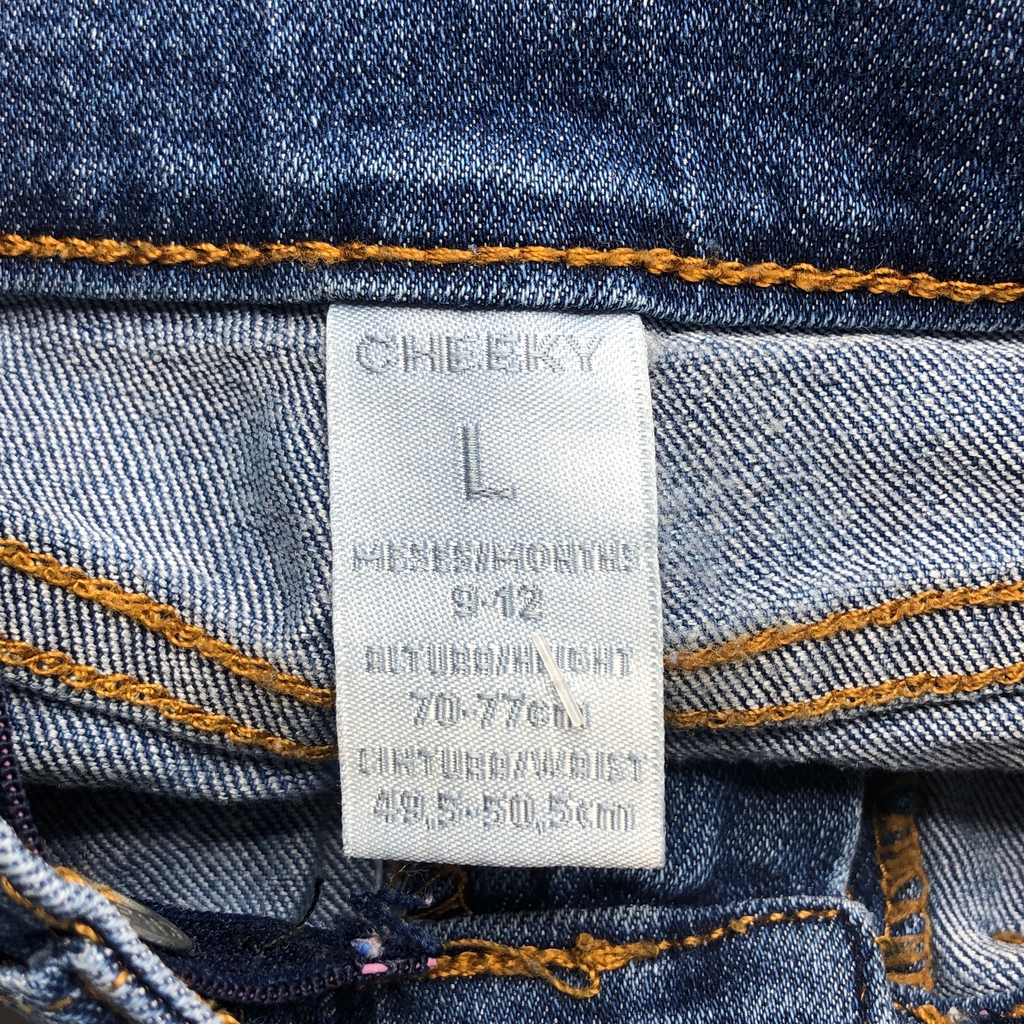 CHEEKY
L
MESES/MONTHS
9-12
ALTURA/HEIGHT
70-77cm
CINTURA/WAIST
49,5-50,5cm